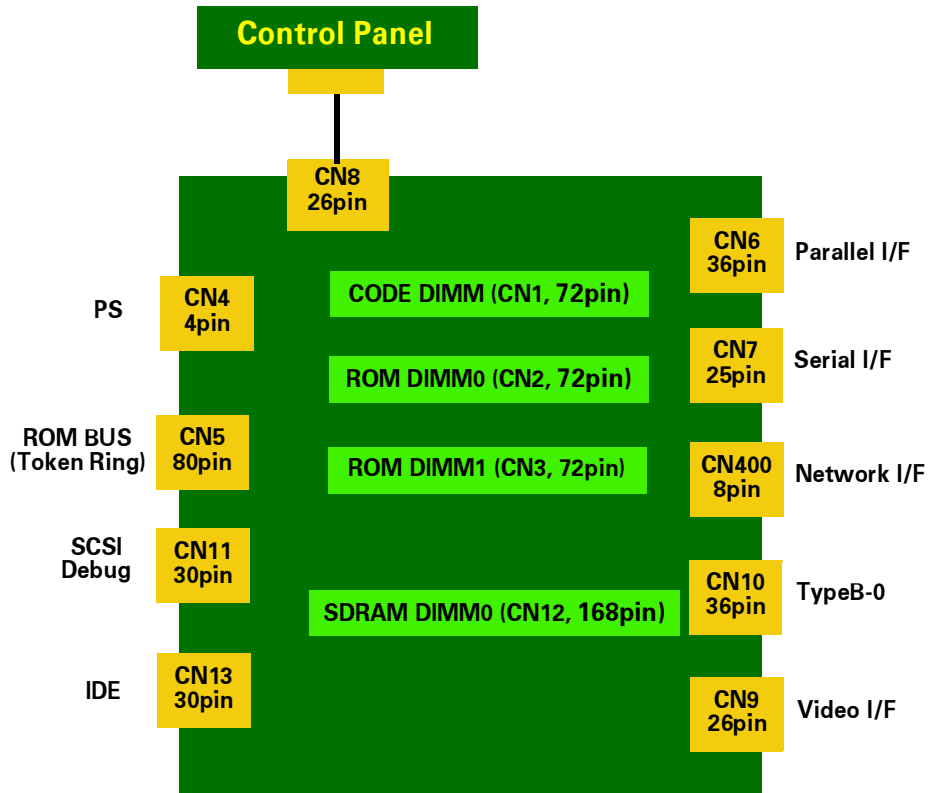 Control Panel
CN8
26pin
CN6
36pin
Parallel I/F
CODE DIMM (CN1, 72pin)
PS
CN4
4pin
CN7
25pin
Serial I/F
ROM DIMM0 (CN2, 72pin)
ROM BUS
(Token Ring)
CN5
80pin
ROM DIMM1 (CN3, 72pin)
CN400
8pin
Network I/F
SCSI
Debug
CN11
30pin
CN10
36pin
TypeB-0
SDRAM DIMM0 (CN12, 168pin)
IDE
CN13
30pin
CN9
26pin
Video I/F